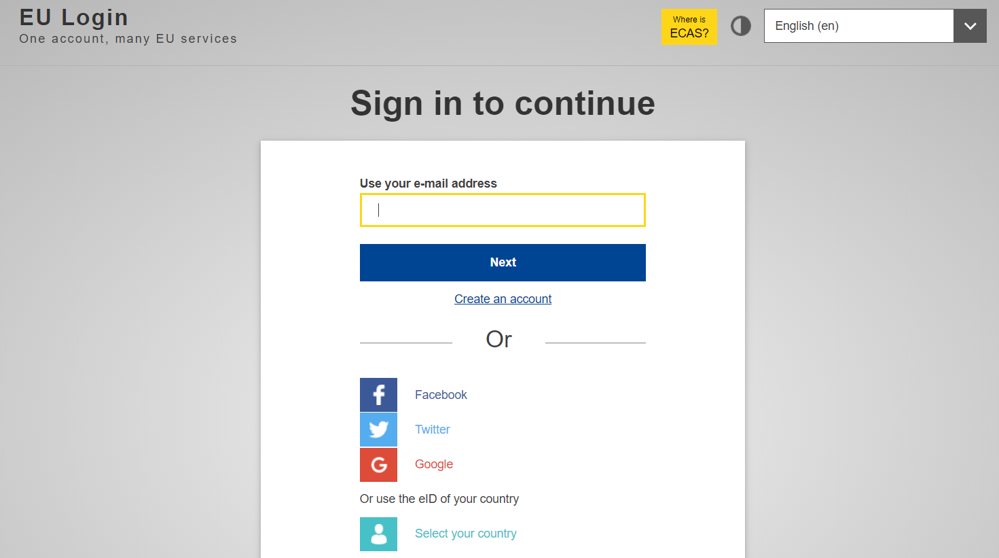 EU Login
One account, many EU services
Where is
ECAS?
English (en)
Sign in to continue
Use your e-mail address
Next
Create an account
Or
Facebook
Twitter
Google
Or use the eID of your country
Select your country